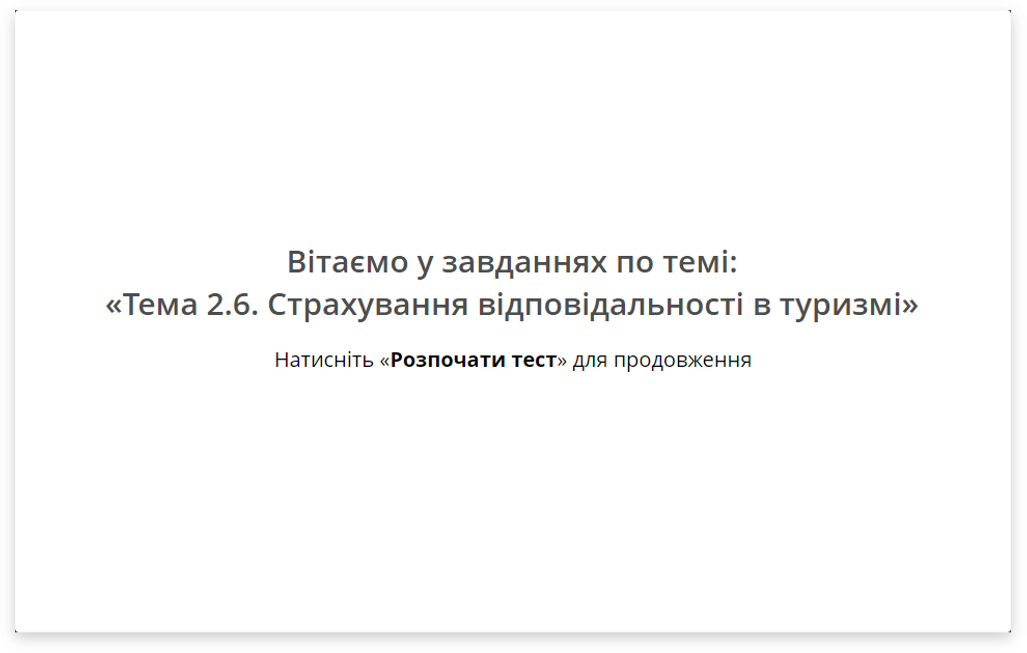 Вітаємо у завданнях по темі:
«Тема 2.6. Страхування відповідальності в туризмі»
Натисніть «Розпочати тест» для продовження